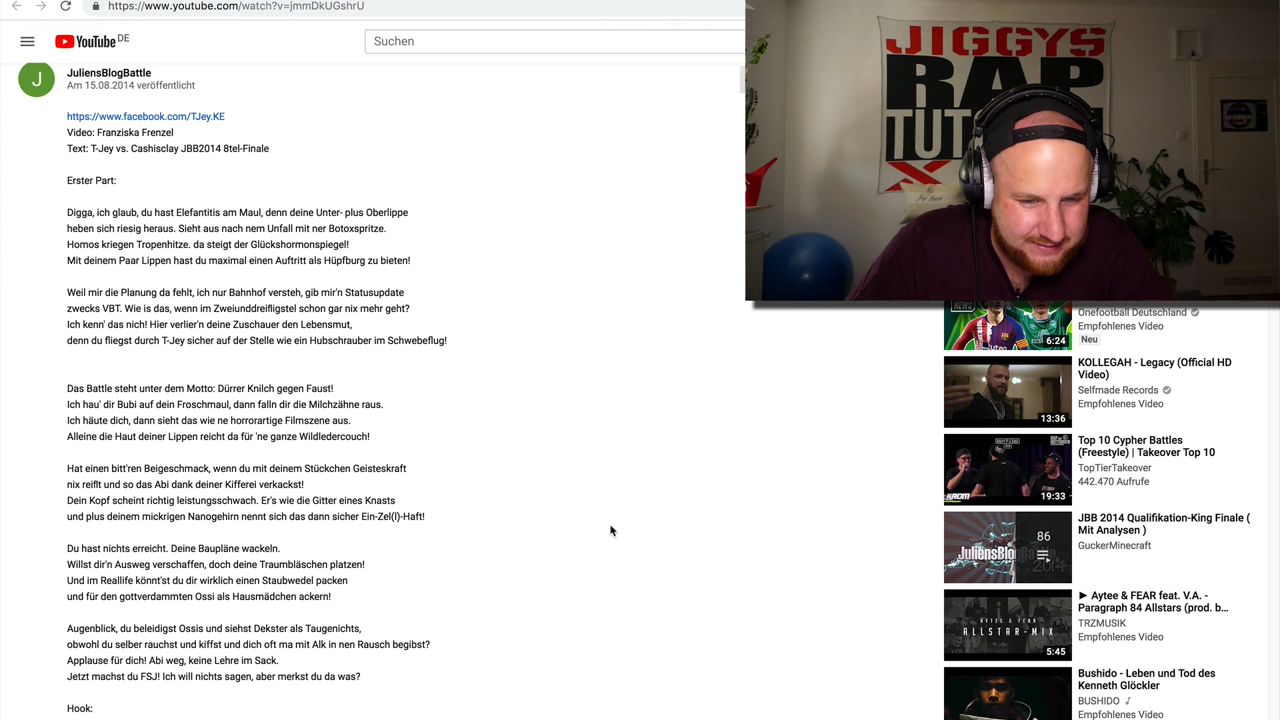 https://www.youtube.com/watch?v=jmmDkUGshrU
YouTube DE
Suchen
J
JuliensBlogBattle
Am 15.08.2014 veröffentlicht
https://www.facebook.com/TJey.KE
Video: Franziska Frenzel
Text: T-Jey vs. Cashisclay JBB2014 8tel-Finale
Erster Part:
Digga, ich glaub, du hast Elefantitis am Maul, denn deine Unter- plus Oberlippe
heben sich riesig heraus. Sieht aus nach nem Unfall mit ner Botoxspritze.
Homos kriegen Tropenhitze. da steigt der Glückshormonspiegel!
Mit deinem Paar Lippen hast du maximal einen Auftritt als Hüpfburg zu bieten!
Weil mir die Planung da fehlt, ich nur Bahnhof versteh, gib mir'n Statusupdate
zwecks VBT. Wie is das, wenn im Zweiunddreißigstel schon gar nix mehr geht?
Ich kenn' das nich! Hier verlier'n deine Zuschauer den Lebensmut,
denn du fliegst durch T-Jey sicher auf der Stelle wie ein Hubschrauber im Schwebeflug!
Das Battle steht unter dem Motto: Dürrer Knilch gegen Faust!
Ich hau' dir Bubi auf dein Froschmaul, dann falln dir die Milchzähne raus.
Ich häute dich, dann sieht das wie ne horrorartige Filmszene aus.
Alleine die Haut deiner Lippen reicht da für 'ne ganze Wildledercouch!
Hat einen bitt'ren Beigeschmack, wenn du mit deinem Stückchen Geisteskraft
nix reißt und so das Abi dank deiner Kifferei verkackst!
Dein Kopf scheint richtig leistungsschwach. Er's wie die Gitter eines Knasts
und plus deinem mickrigen Nanogehirn nennt sich das dann sicher Ein-Zel(l)-Haft!
Du hast nichts erreicht. Deine Baupläne wackeln.
Willst dir'n Ausweg verschaffen, doch deine Traumbläschen platzen!
Und im Reallife könnt'st du dir wirklich einen Staubwedel packen
und für den gottverdammten Ossi als Hausmädchen ackern!
Augenblick, du beleidigst Ossis und siehst Dekster als Taugenichts,
obwohl du selber rauchst und kiffst und dich oft ma mit Alk in nen Rausch begibst?
Applause für dich! Abi weg, keine Lehre im Sack.
Jetzt machst du FSJ! Ich will nichts sagen, aber merkst du da was?
Hook:
JIGGYS
RAP
NEWS
6:24
Onefootball Deutschland
Empfohlenes Video
Neu
13:36
KOLLEGAH - Legacy (Official HD
Video)
Selfmade Records
Empfohlenes Video
19:33
Top 10 Cypher Battles
(Freestyle) | Takeover Top 10
TopTierTakeover
442.470 Aufrufe
86
JBB 2014 Qualifikation-King Finale (
Mit Analysen )
GuckerMinecraft
AYTEE & FEAR
ALLSTAR-MIX
5:45
► Aytee & FEAR feat. V.A. -
Paragraph 84 Allstars (prod. b...
TRZMUSIK
Empfohlenes Video
Bushido - Leben und Tod des
Kenneth Glöckler
BUSHIDO
Empfohlenes Video